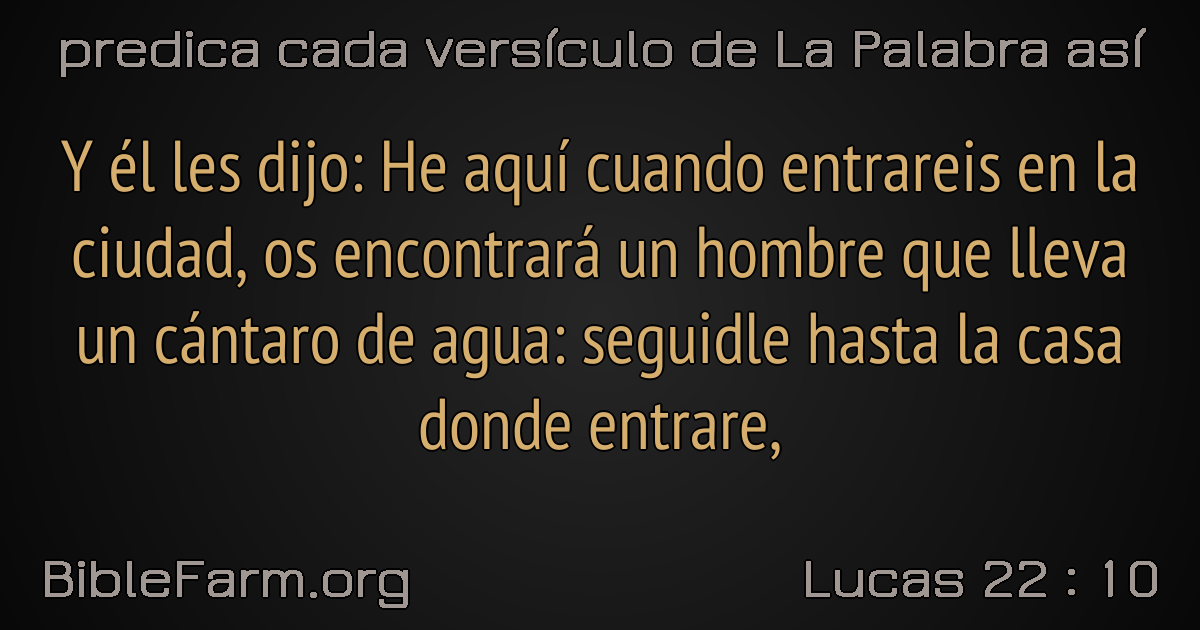 predica cada versículo de La Palabra así
Y él les dijo: He aquí cuando entrareis en la
ciudad, os encontrará un hombre que lleva
un cántaro de agua: seguidle hasta la casa
donde entrare,
BibleFarm.org
Lucas 22 : 10